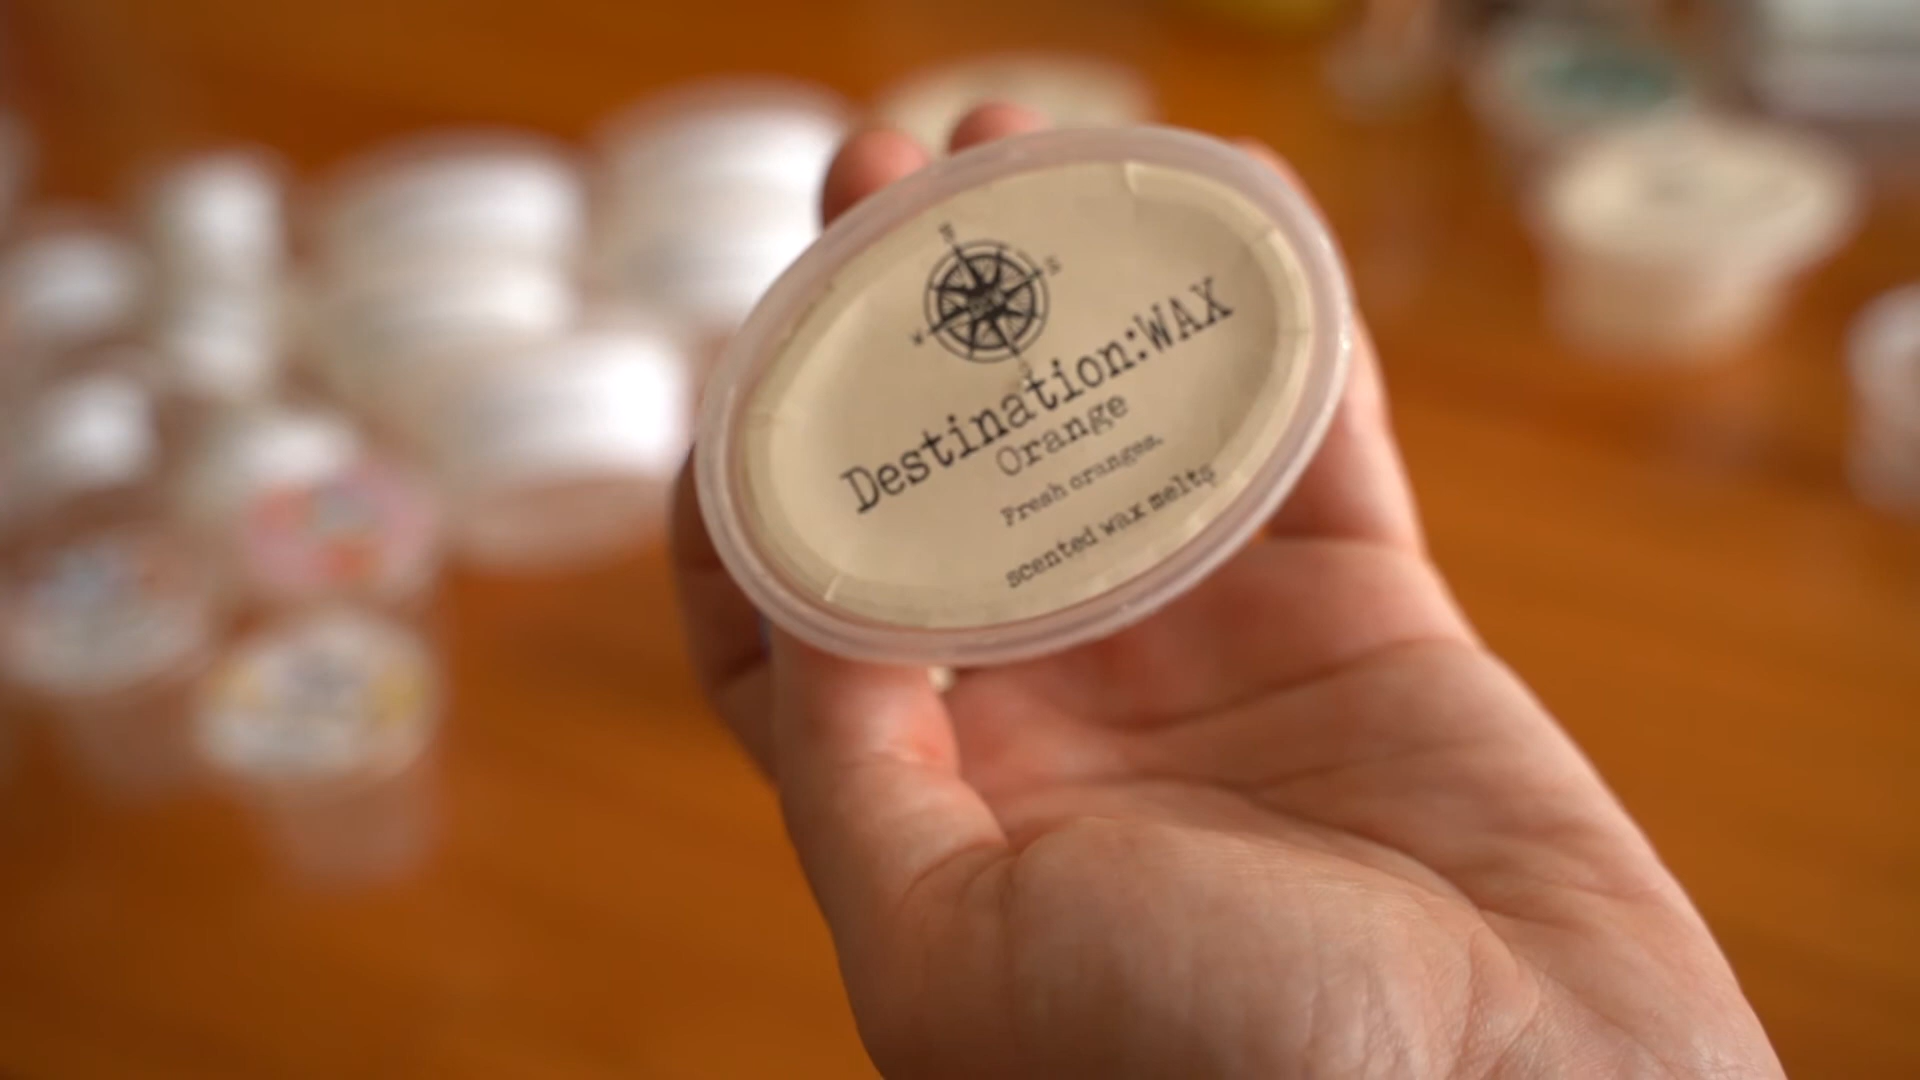 N
S
W
Destination:WAX
Orange
Fresh oranges.
scented wax melts